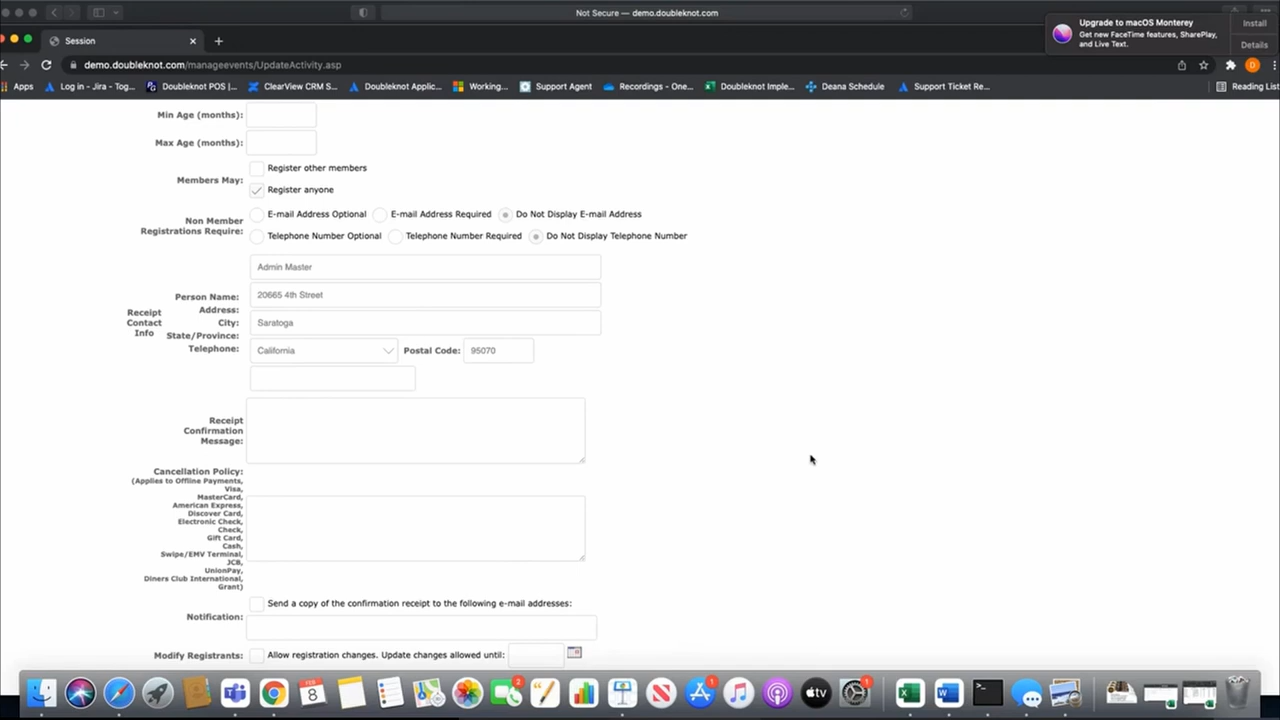 Not Secure — demo.doubleknot.com
Upgrade to macOS Monterey
Get new FaceTime features, SharePlay,
and Live Text.
Install
Details
Session
demo.doubleknot.com/manageevents/UpdateActivity.asp
D
Apps
Log in - Jira - Tog...
Doubleknot POS |...
ClearView CRM S...
Doubleknot Applic...
Working...
Support Agent
Recordings - One...
Doubleknot Imple...
Deana Schedule
Support Ticket Re...
Reading List
Min Age (months):
Max Age (months):
Members May:
Register other members
Register anyone
Non Member
Registrations Require:
E-mail Address Optional
E-mail Address Required
Do Not Display E-mail Address
Telephone Number Optional
Telephone Number Required
Do Not Display Telephone Number
Receipt
Contact
Info
Person Name:
Address:
City:
State/Province:
Telephone:
Admin Master
20665 4th Street
Saratoga
California
Postal Code:
95070
Receipt
Confirmation
Message:
Cancellation Policy:
(Applies to Offline Payments,
Visa,
MasterCard,
American Express,
Discover Card,
Electronic Check,
Check,
Gift Card,
Cash,
Swipe/EMV Terminal,
JCB,
UnionPay,
Diners Club International,
Grant)
Notification:
Send a copy of the confirmation receipt to the following e-mail addresses:
Modify Registrants:
Allow registration changes. Update changes allowed until:
FEB
8
2
1
tv
1